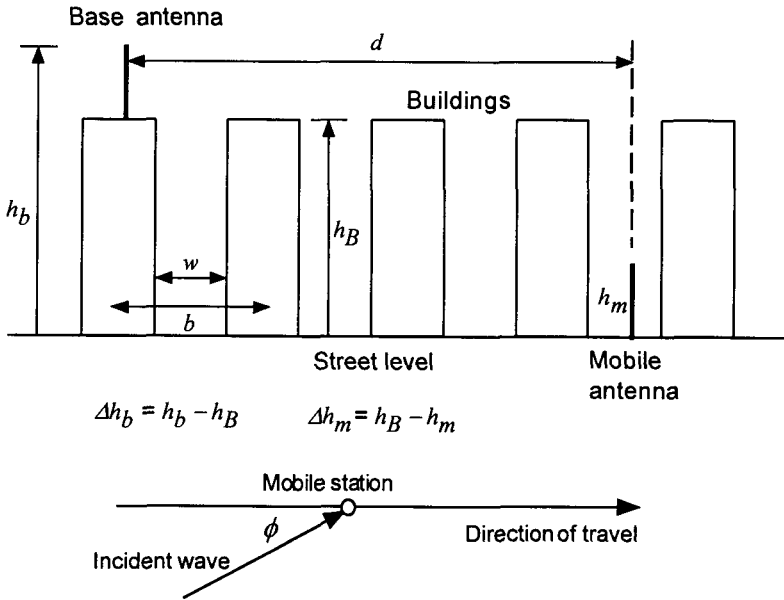 Base antenna
d
Buildings
h_b
h_B
w
b
h_m
Street level
Mobile
antenna
Δh_b = h_b – h_B
Δh_m = h_B – h_m
Mobile station
ϕ
Direction of travel
Incident wave